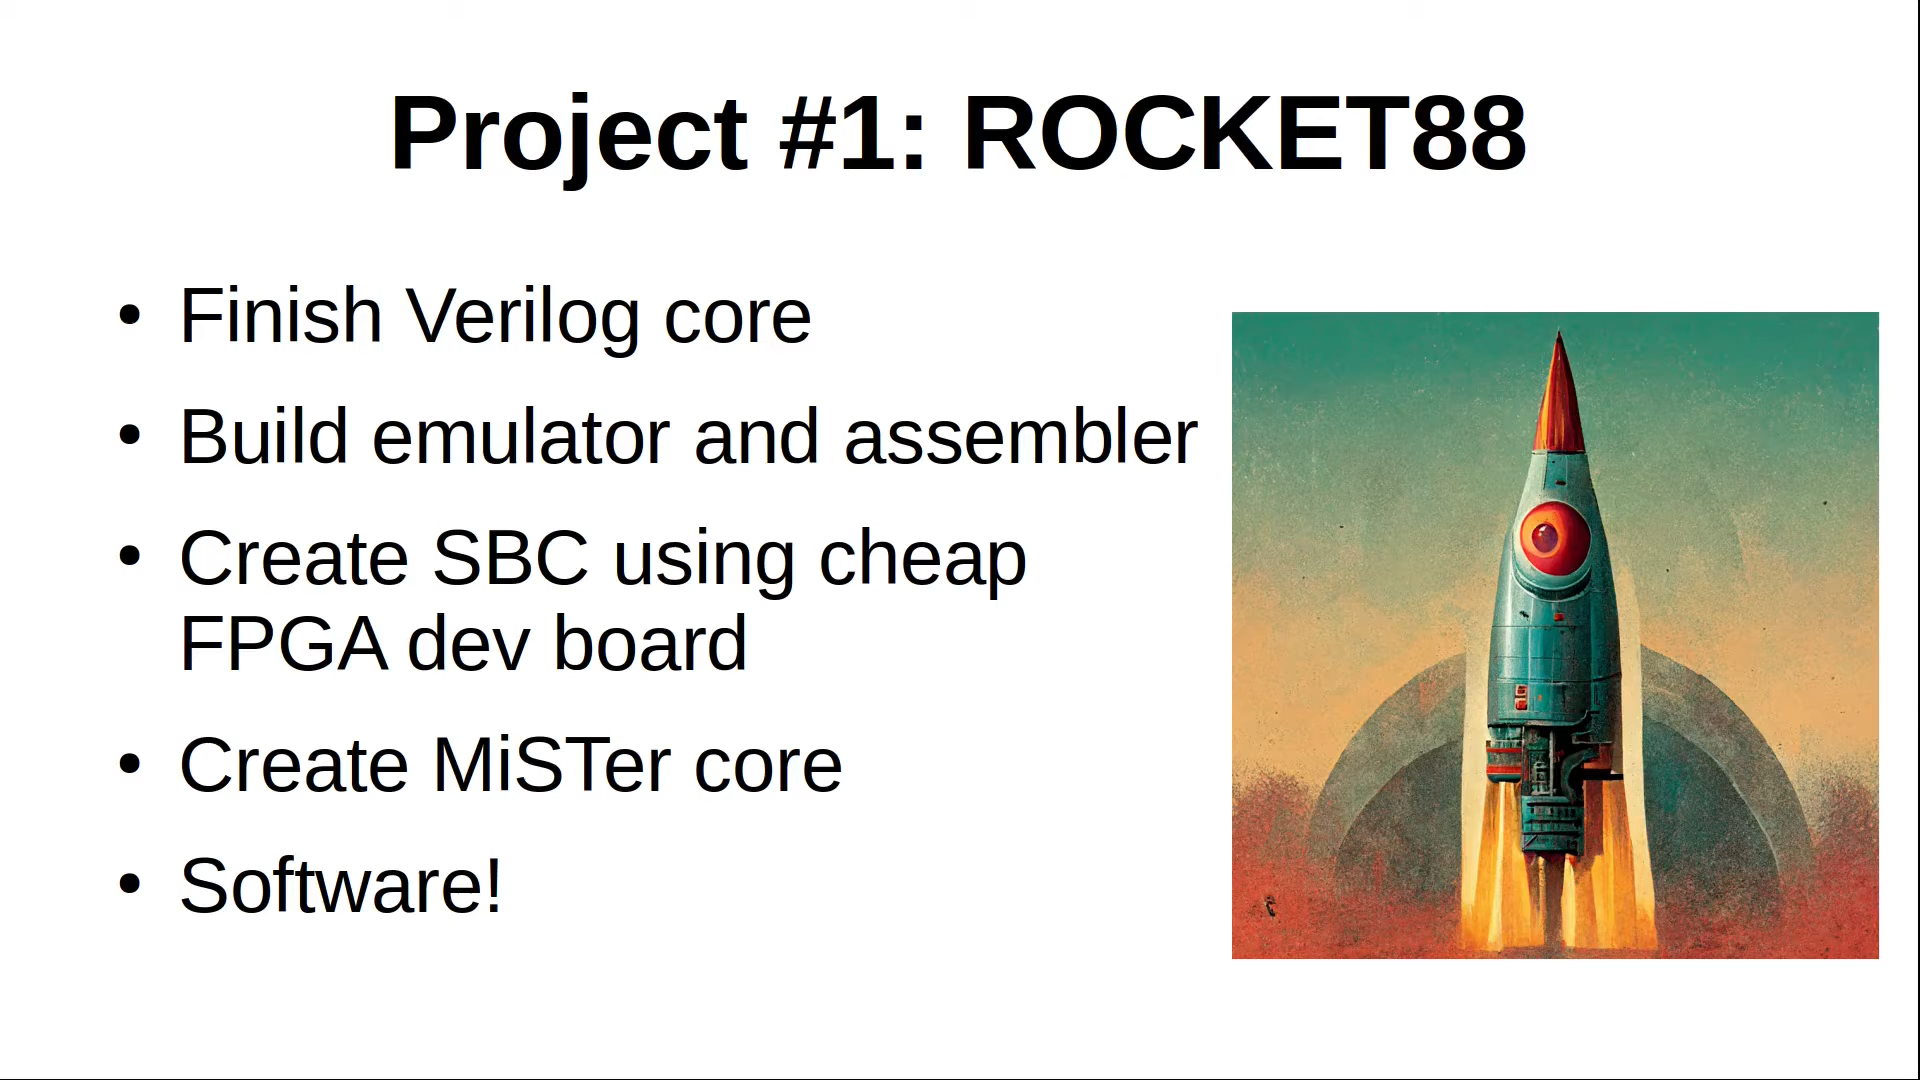 Project #1: ROCKET88
• Finish Verilog core
• Build emulator and assembler
• Create SBC using cheap
FPGA dev board
• Create MiSTer core
• Software!